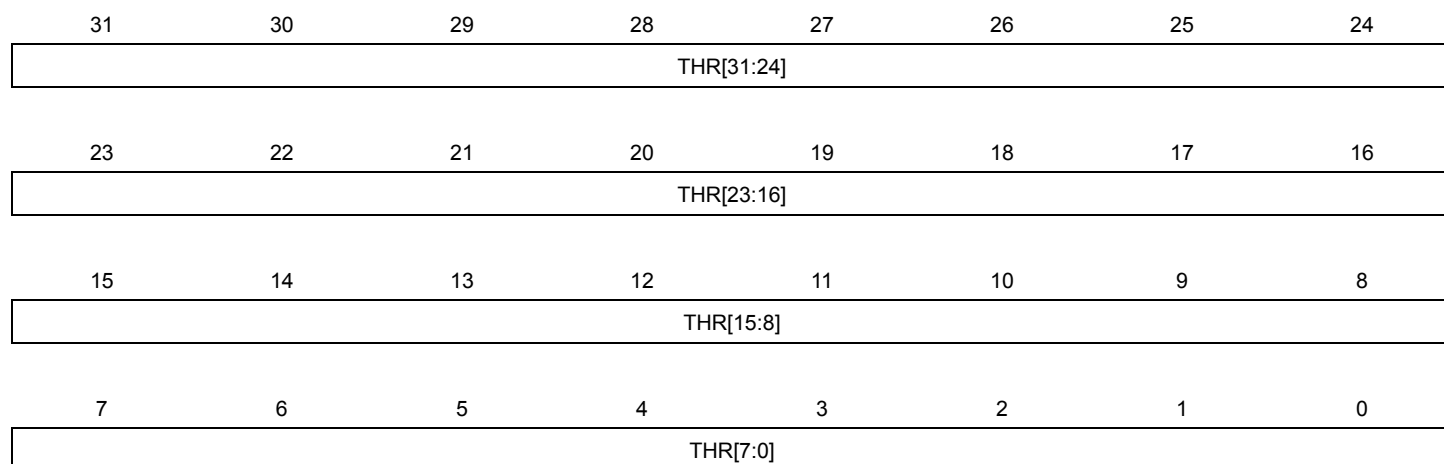 31 30 29 28 27 26 25 24
THR[31:24]
23 22 21 20 19 18 17 16
THR[23:16]
15 14 13 12 11 10 9 8
THR[15:8]
7 6 5 4 3 2 1 0
THR[7:0]